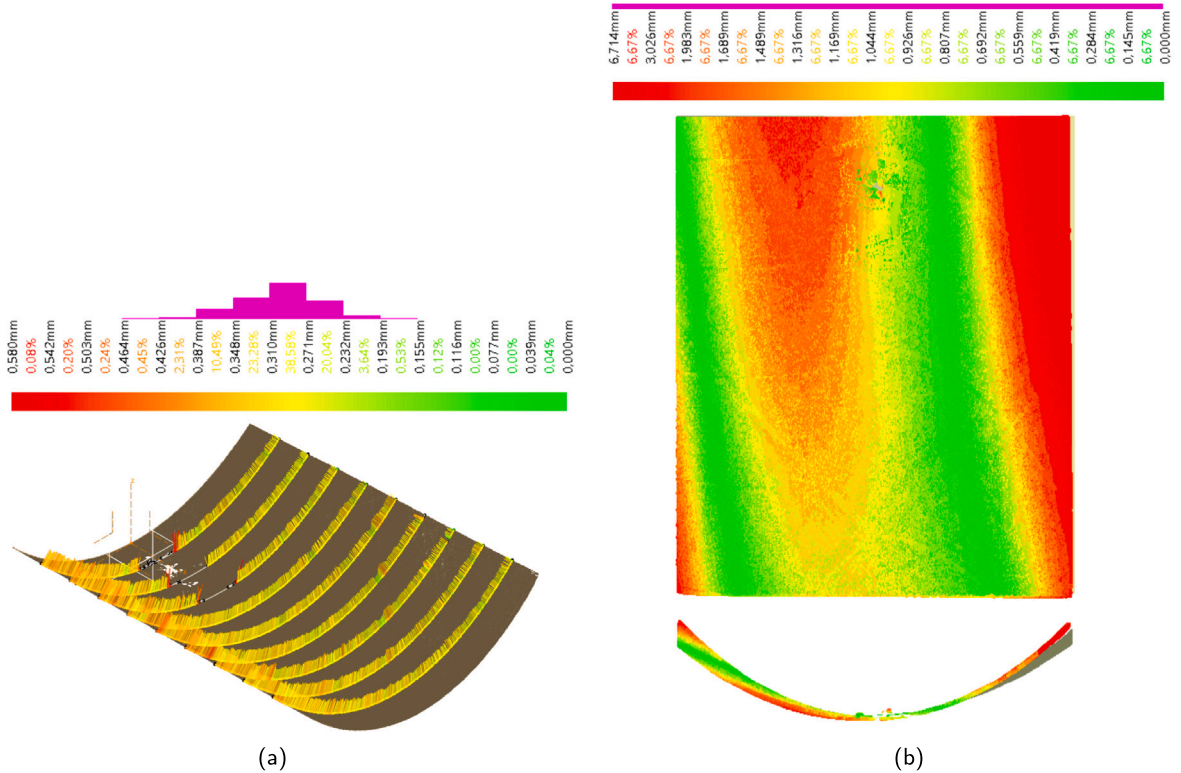 0,580mm
0,08%
0,542mm
0,20%
0,503mm
0,24%
0,464mm
0,45%
0,426mm
2,31%
0,387mm
10,49%
0,348mm
23,28%
0,310mm
38,58%
0,271mm
20,04%
0,232mm
3,64%
0,193mm
0,53%
0,155mm
0,12%
0,116mm
0,00%
0,077mm
0,00%
0,039mm
0,04%
0,000mm
(a)
6,714mm
6,67%
3,026mm
6,67%
1,983mm
6,67%
1,689mm
6,67%
1,489mm
6,67%
1,316mm
6,67%
1,169mm
6,67%
1,044mm
6,67%
0,926mm
6,67%
0,807mm
6,67%
0,692mm
6,67%
0,559mm
6,67%
0,419mm
6,67%
0,284mm
6,67%
0,145mm
6,67%
0,000mm
(b)